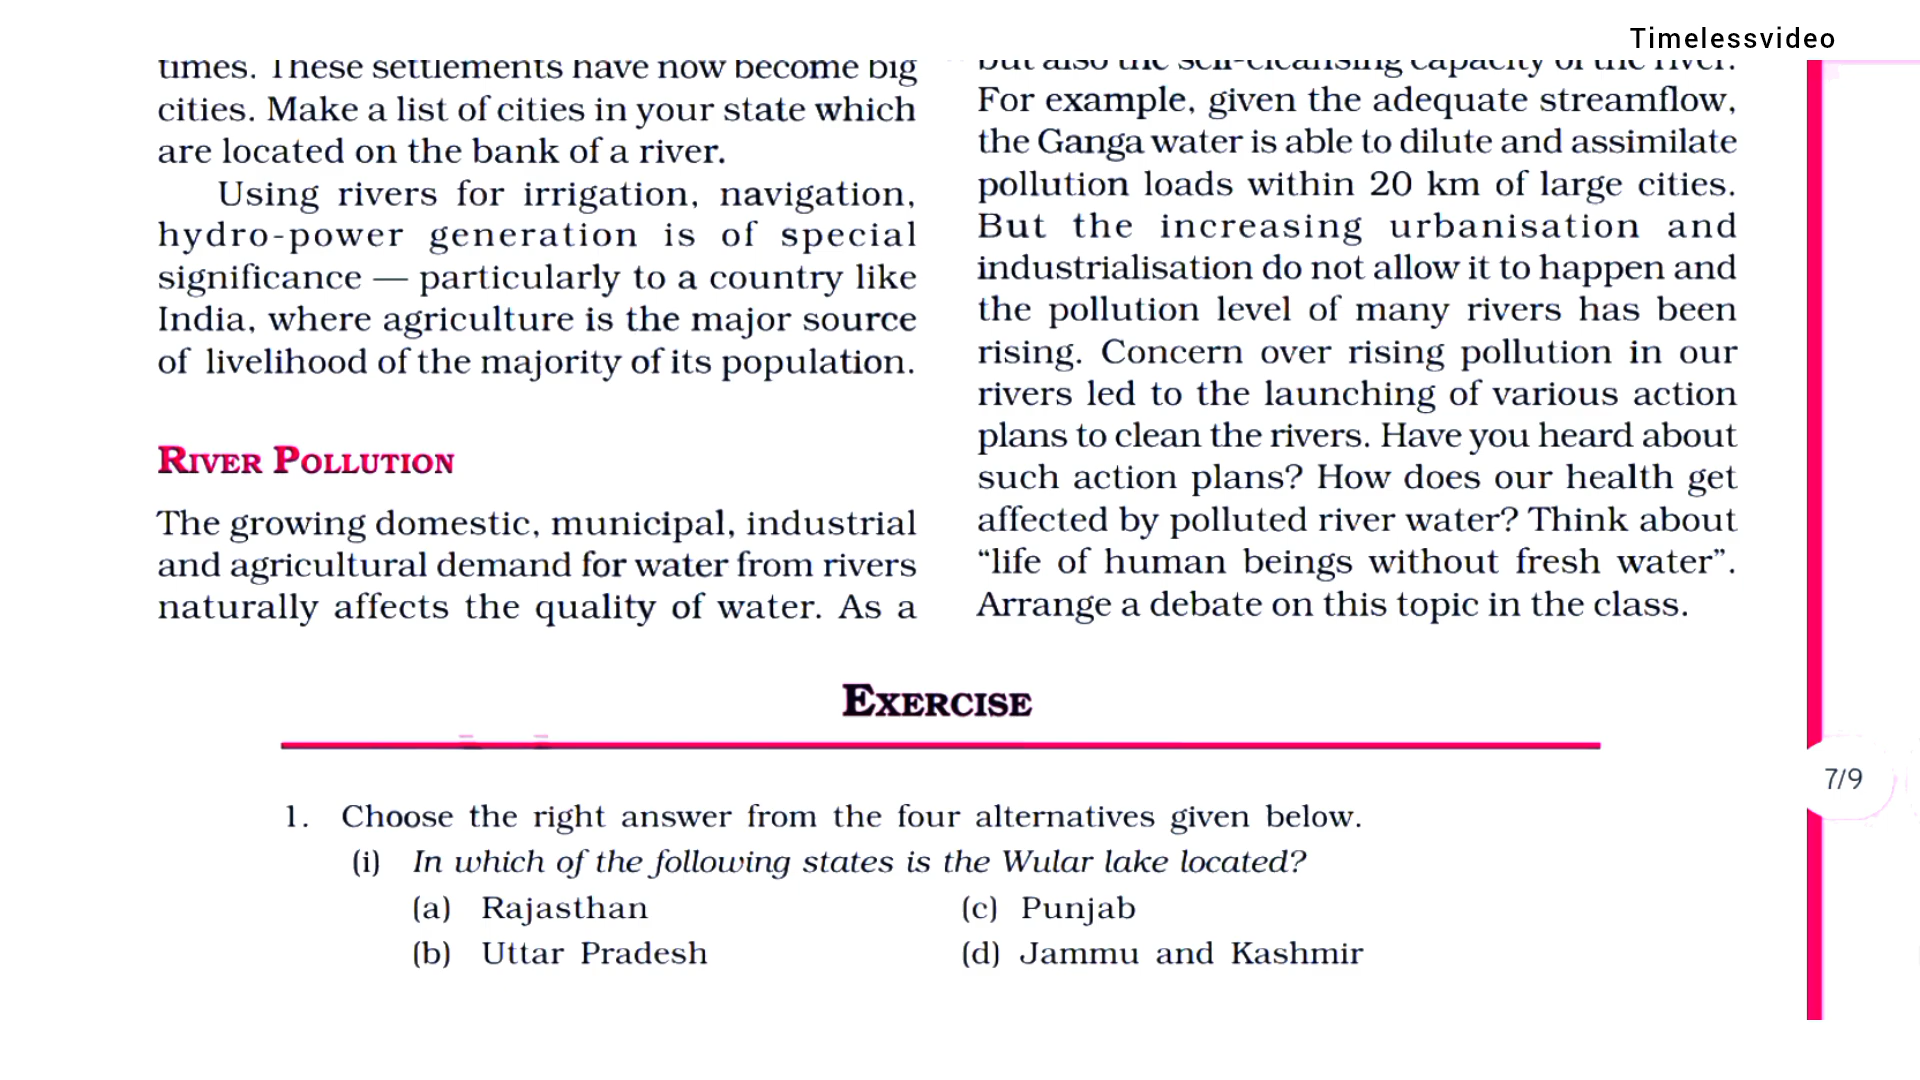 Timelessvideo
times. These settlements have now become big
cities. Make a list of cities in your state which
are located on the bank of a river.
Using rivers for irrigation, navigation,
hydro-power generation is of special
significance — particularly to a country like
India, where agriculture is the major source
of livelihood of the majority of its population.
RIVER POLLUTION
The growing domestic, municipal, industrial
and agricultural demand for water from rivers
naturally affects the quality of water. As a
but also the self-cleansing capacity of the river.
For example, given the adequate streamflow,
the Ganga water is able to dilute and assimilate
pollution loads within 20 km of large cities.
But the increasing urbanisation and
industrialisation do not allow it to happen and
the pollution level of many rivers has been
rising. Concern over rising pollution in our
rivers led to the launching of various action
plans to clean the rivers. Have you heard about
such action plans? How does our health get
affected by polluted river water? Think about
“life of human beings without fresh water”.
Arrange a debate on this topic in the class.
EXERCISE
7/9
1. Choose the right answer from the four alternatives given below.
(i) In which of the following states is the Wular lake located?
(a) Rajasthan (c) Punjab
(b) Uttar Pradesh (d) Jammu and Kashmir